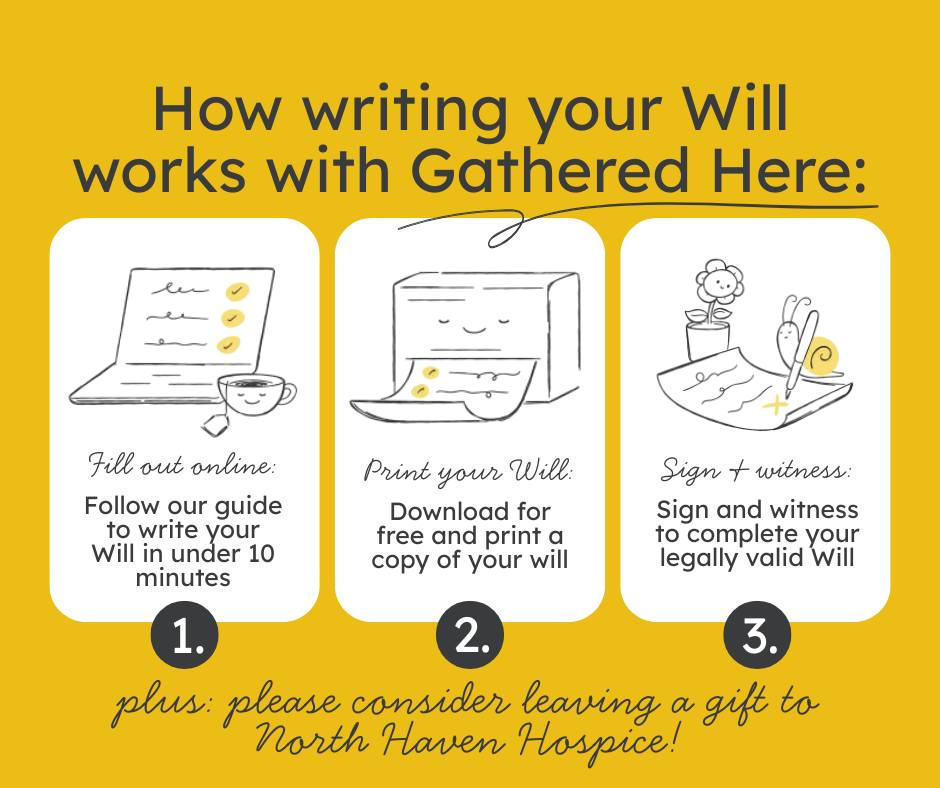 How writing your Will
works with Gathered Here:
Fill out online:
Follow our guide
to write your
Will in under 10
minutes
1.
Print your Will:
Download for
free and print a
copy of your will
2.
Sign + witness:
Sign and witness
to complete your
legally valid Will
3.
plus: please consider leaving a gift to
North Haven Hospice!